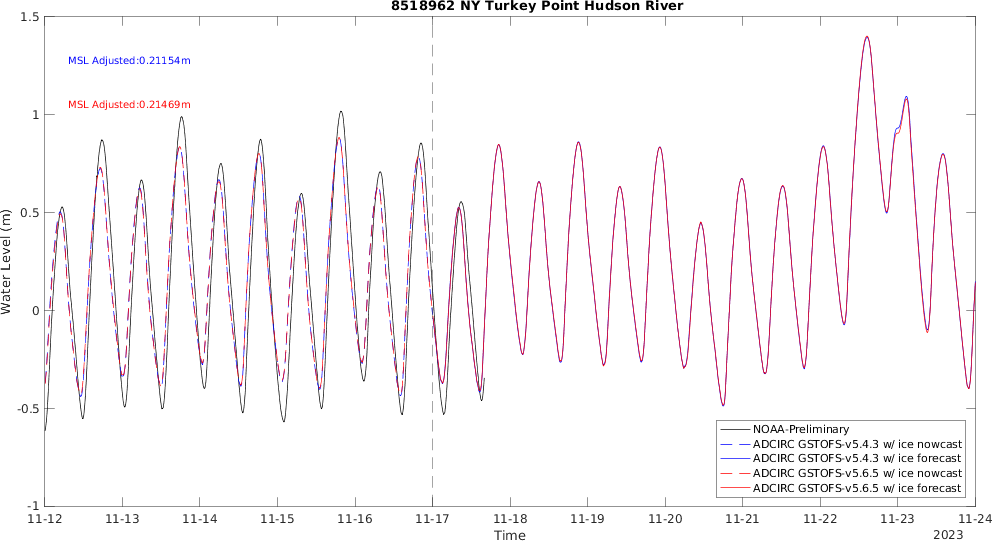 8518962 NY Turkey Point Hudson River
1.5
MSL Adjusted:0.21154m
MSL Adjusted:0.21469m
1
0.5
Water Level (m)
0
-0.5
NOAA-Preliminary
ADCIRC GSTOFS-v5.4.3 w/ ice nowcast
ADCIRC GSTOFS-v5.4.3 w/ ice forecast
ADCIRC GSTOFS-v5.6.5 w/ ice nowcast
ADCIRC GSTOFS-v5.6.5 w/ ice forecast
-1
11-12 11-13 11-14 11-15 11-16 11-17 11-18 11-19 11-20 11-21 11-22 11-23 11-24
Time
2023